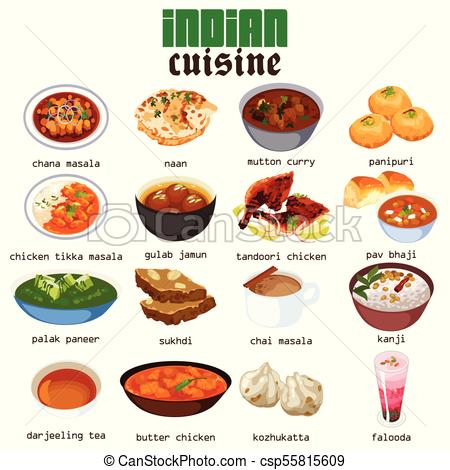 INDIAN
cuisine
chana masala
naan
mutton curry
panipuri
chicken tikka masala
gulab jamun
tandoori chicken
pav bhaji
palak paneer
sukhdi
chai masala
kanji
darjeeling tea
butter chicken
kozhukatta
falooda
© Can Stock Photo - csp55815609